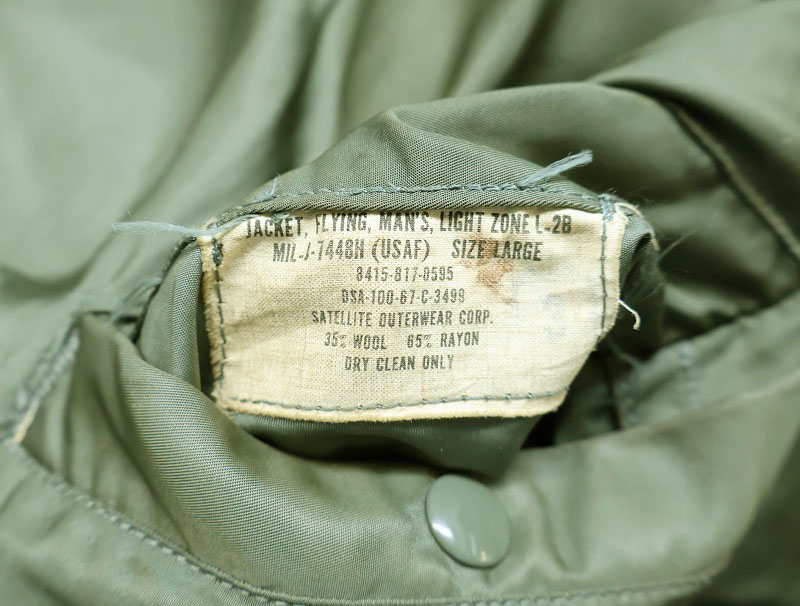 JACKET, FLYING, MAN'S, LIGHT ZONE L-2B
MIL-J-7448H (USAF) SIZE LARGE
8415-817-0595
DSA-100-67-C-3499
SATELLITE OUTERWEAR CORP.
35% WOOL 65% RAYON
DRY CLEAN ONLY